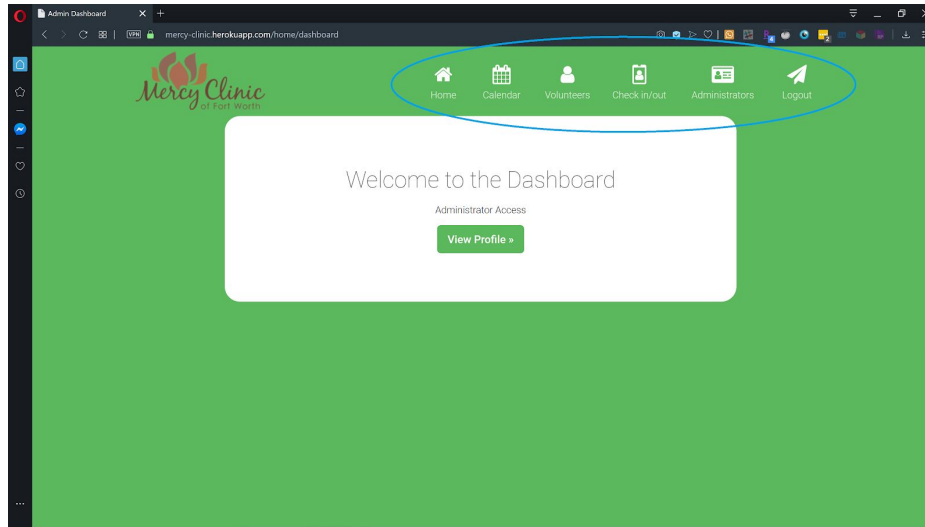 Admin Dashboard
VPN
mercy-clinic.herokuapp.com/home/dashboard
Mercy Clinic
of Fort Worth
Home Calendar Volunteers Check in/out Administrators Logout
Welcome to the Dashboard
Administrator Access
View Profile »